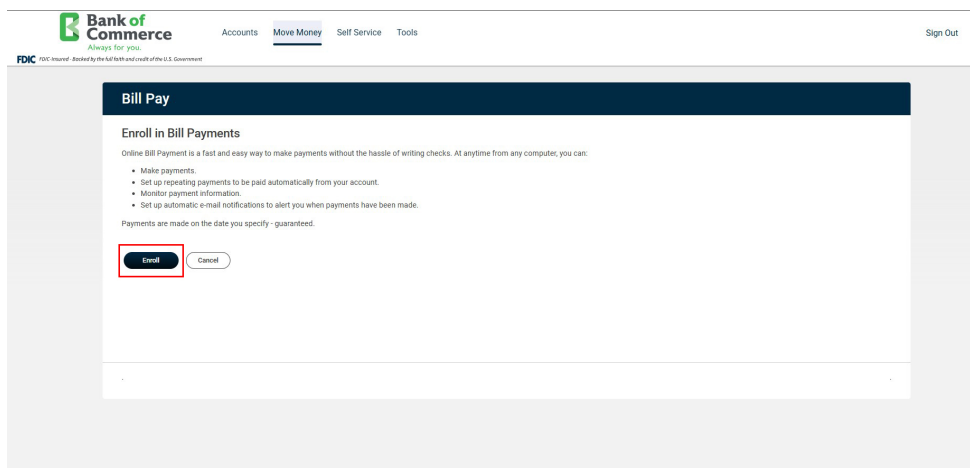 Bank of
Commerce
Always for you.
Accounts Move Money Self Service Tools
Sign Out
FDIC FDIC-Insured - Backed by the full faith and credit of the U.S. Government
Bill Pay
Enroll in Bill Payments
Online Bill Payment is a fast and easy way to make payments without the hassle of writing checks. At anytime from any computer, you can:
• Make payments.
• Set up repeating payments to be paid automatically from your account.
• Monitor payment information.
• Set up automatic e-mail notifications to alert you when payments have been made.
Payments are made on the date you specify - guaranteed.
Enroll Cancel